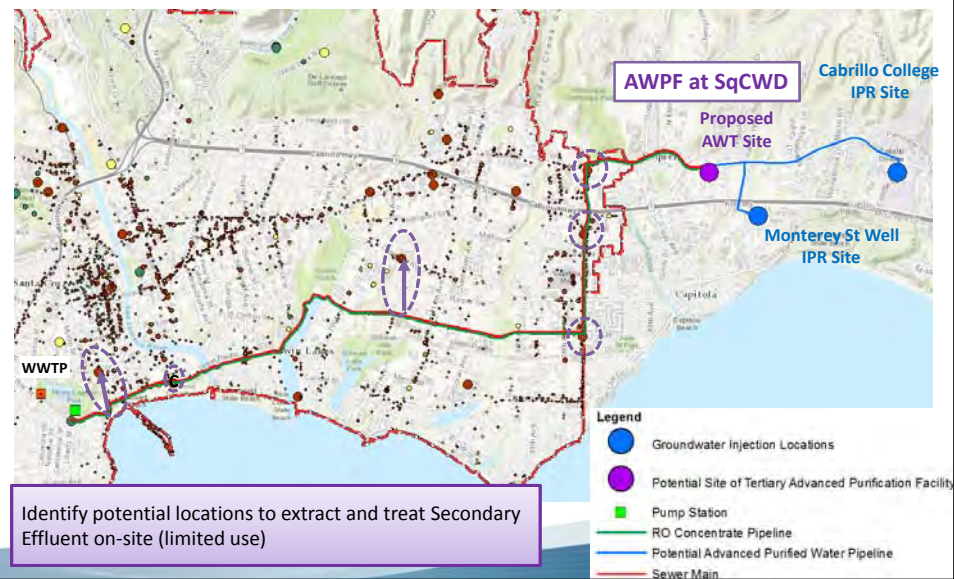 AWPF at SqCWD
Cabrillo College
IPR Site
Proposed
AWT Site
Monterey St Well
IPR Site
Capitola
WWTP
C
Legend
Groundwater Injection Locations
Potential Site of Tertiary Advanced Purification Facility
Pump Station
RO Concentrate Pipeline
Potential Advanced Purified Water Pipeline
Sewer Main
Identify potential locations to extract and treat Secondary
Effluent on-site (limited use)